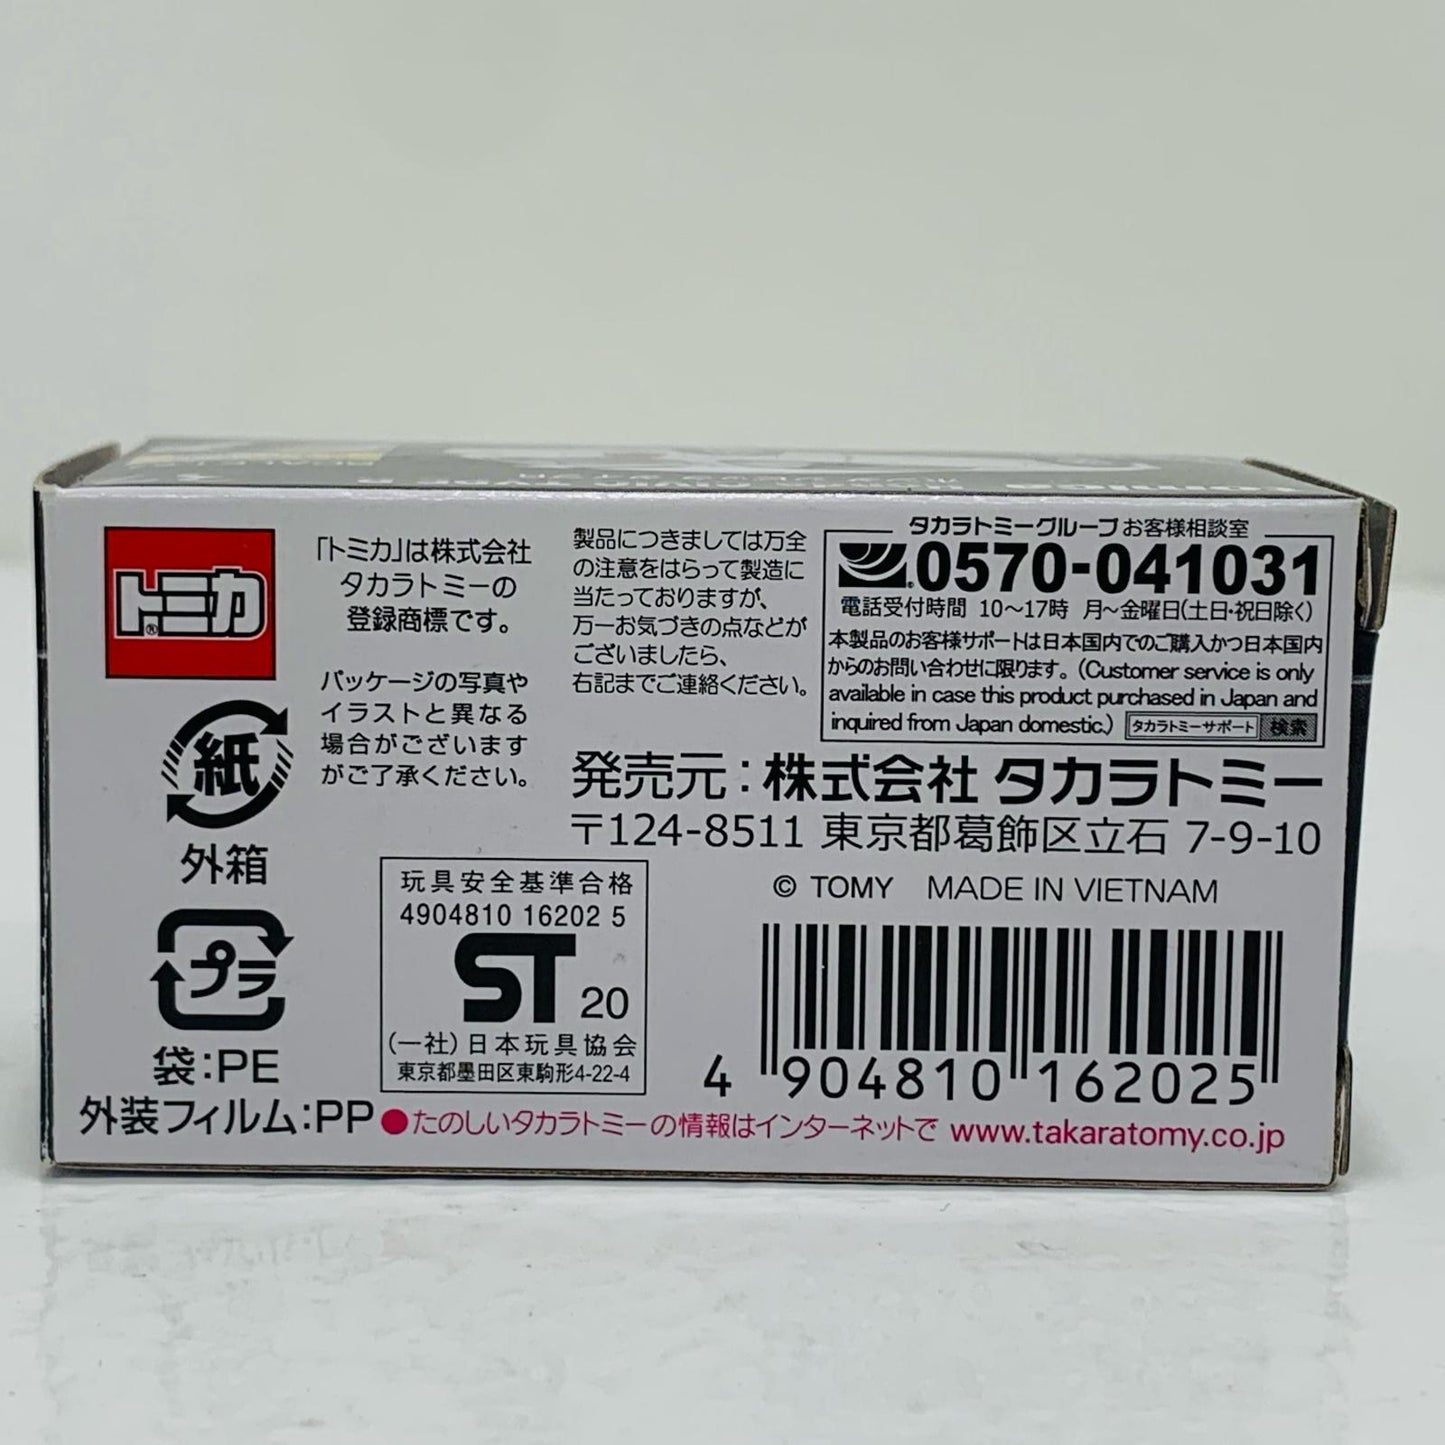 トミカ®
「トミカ」は株式会社
タカラトミーの
登録商標です。
パッケージの写真や
イラストと異なる
場合がございます
がご了承ください。
紙
外箱
プラ
袋:PE
外装フィルム:PP
製品につきましては万全
の注意をはらって製造に
当たっておりますが、
万一お気づきの点などが
ございましたら、
右記までご連絡ください。
タカラトミーグループお客様相談室
0570-041031
電話受付時間 10〜17時 月〜金曜日(土日・祝日除く)
本製品のお客様サポートは日本国内でのご購入かつ日本国内
からのお問い合わせに限ります。(Customer service is only
available in case this product purchased in Japan and
inquired from Japan domestic.) タカラトミーサポート 検索
発売元:株式会社 タカラトミー
〒124-8511 東京都葛飾区立石 7-9-10
© TOMY MADE IN VIETNAM
玩具安全基準合格
4904810 16202 5
ST 20
(一社)日本玩具協会
東京都墨田区東駒形4-22-4
4 904810 162025
●たのしいタカラトミーの情報はインターネットで www.takaratomy.co.jp